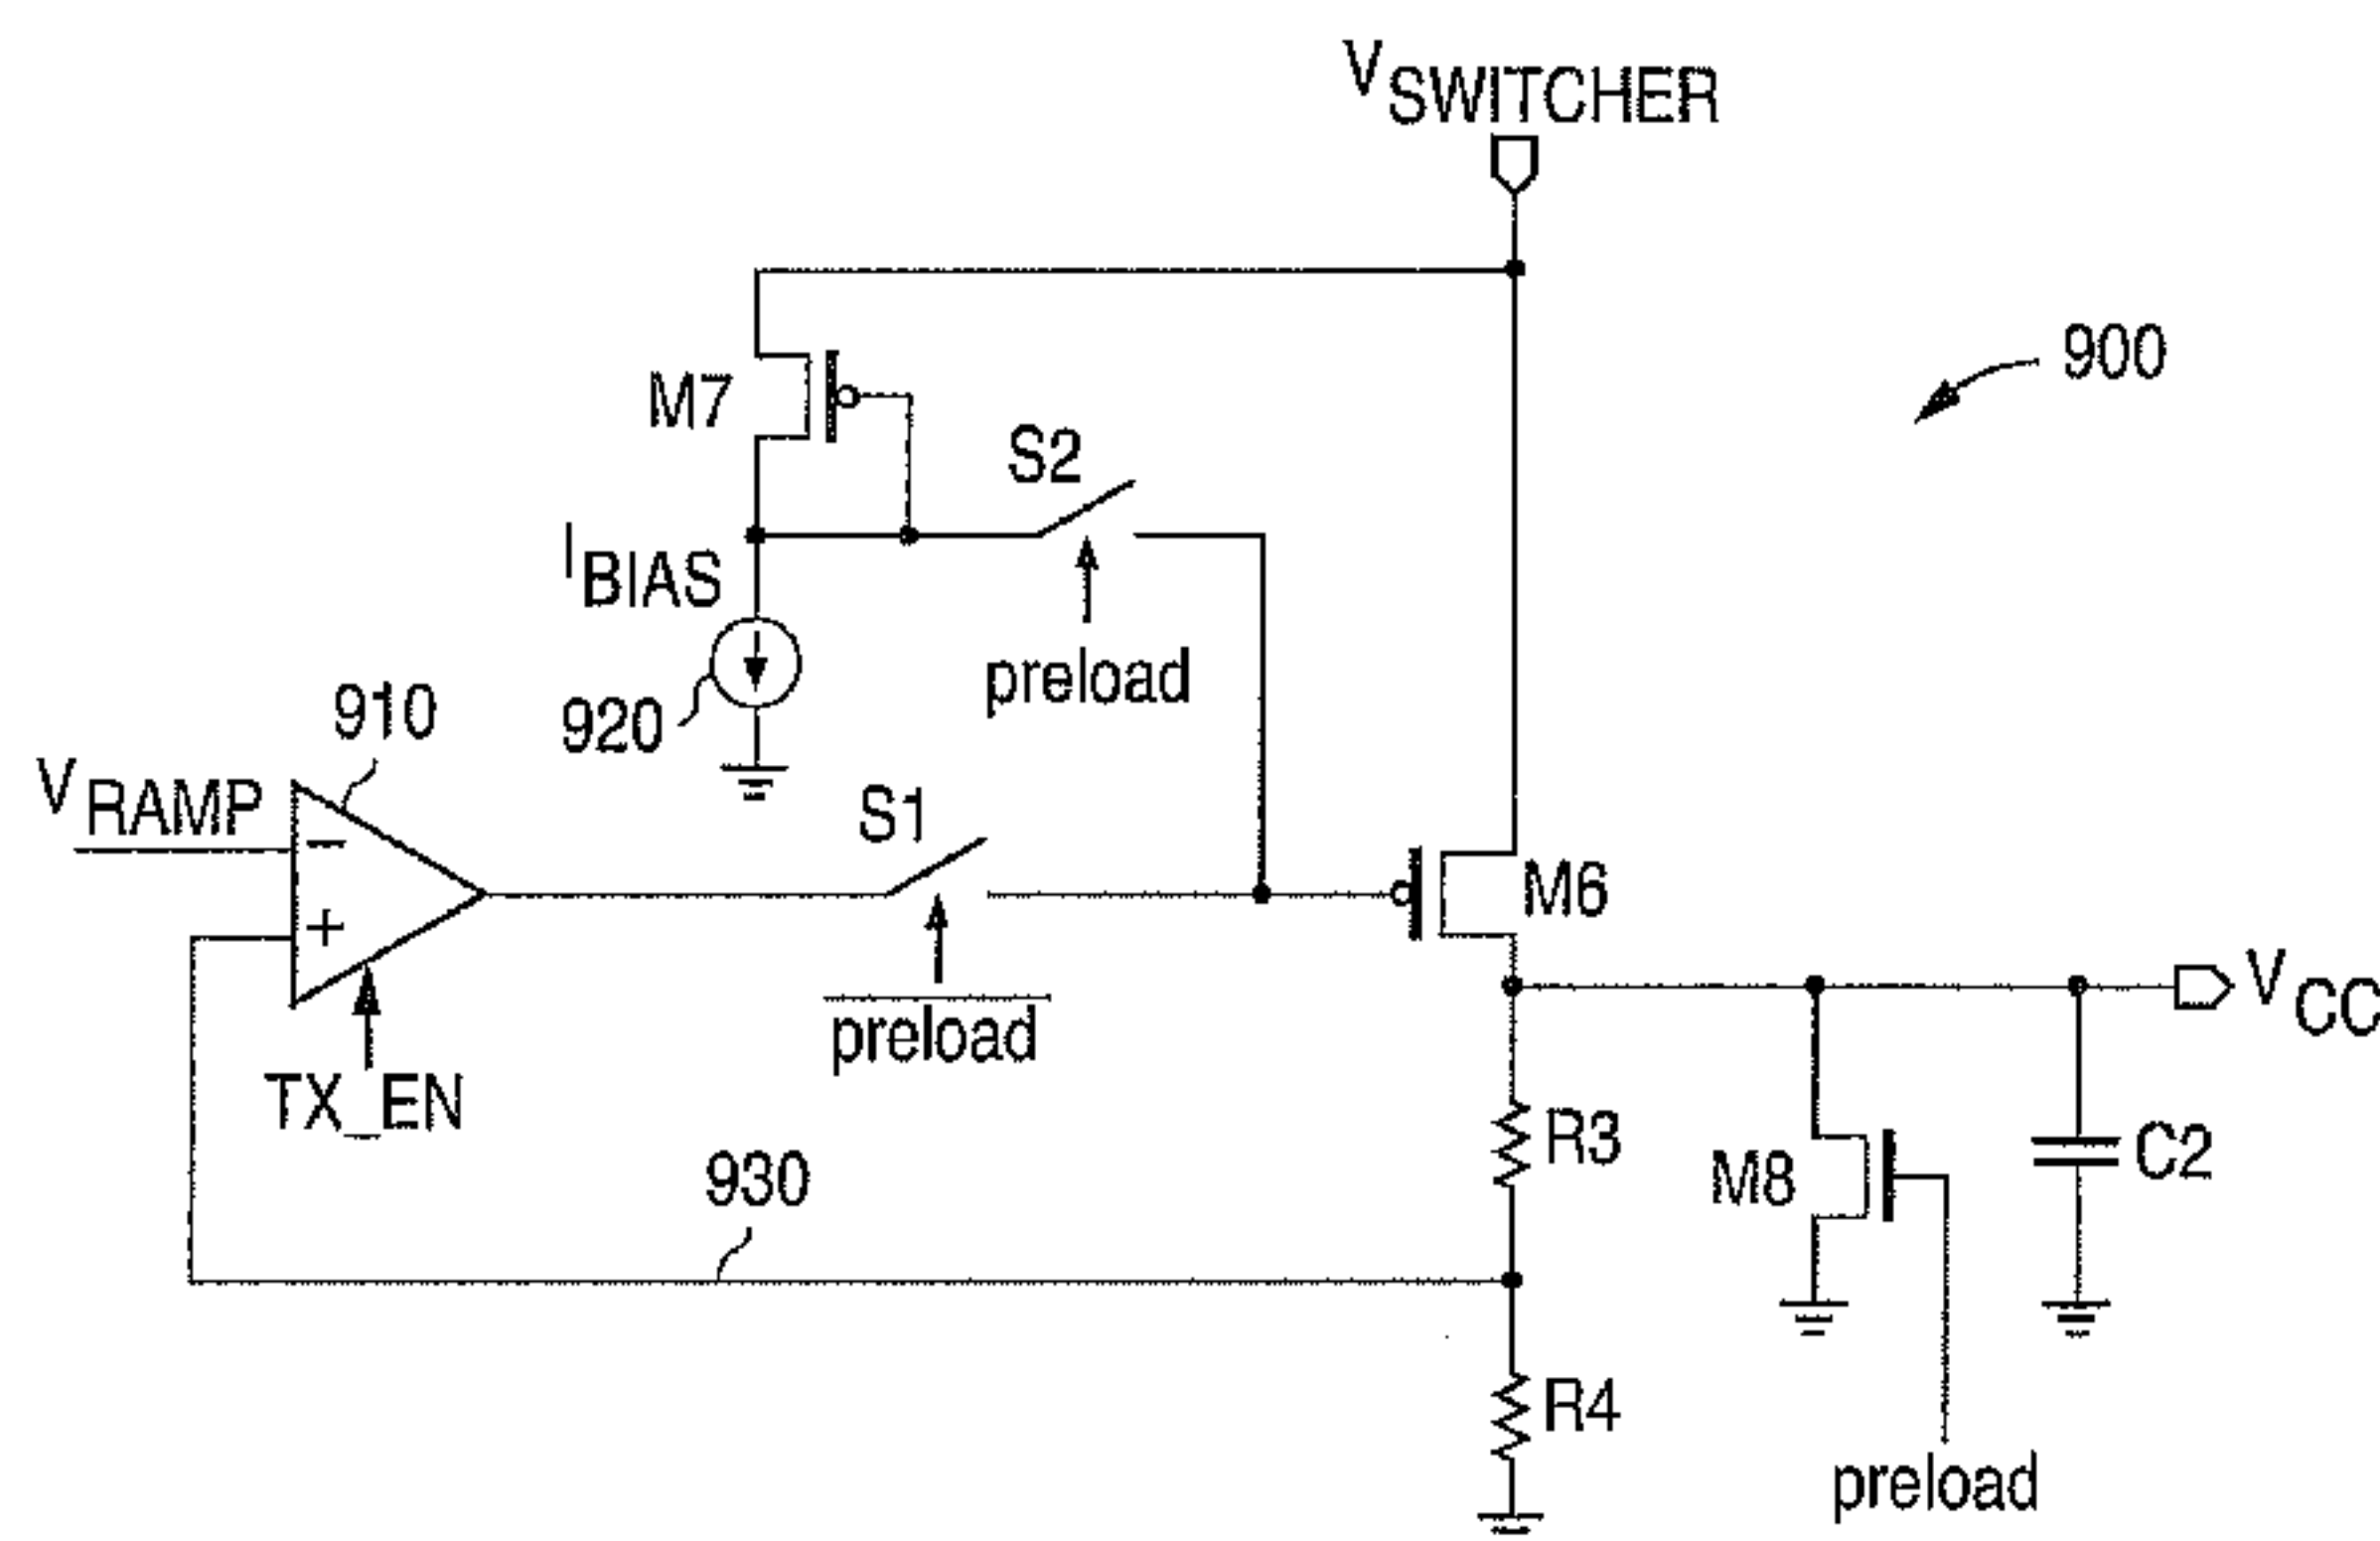 VSWITCHER
900
M7
S2
IBIAS
preload
910
920
VRAMP
S1
−
M6
+
VCC
preload
TX_EN
R3
930
M8
C2
R4
preload